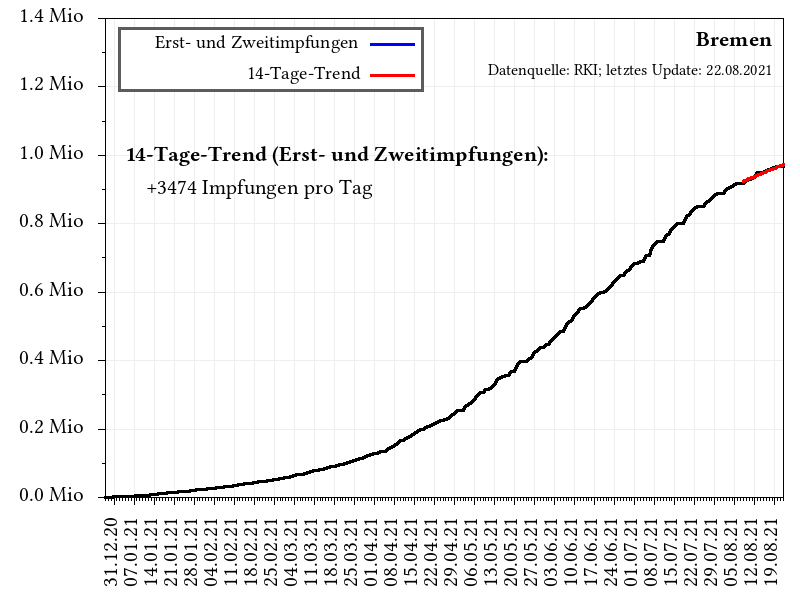 1.4 Mio
1.2 Mio
1.0 Mio
0.8 Mio
0.6 Mio
0.4 Mio
0.2 Mio
0.0 Mio
Erst- und Zweitimpfungen
14-Tage-Trend
Bremen
Datenquelle: RKI; letztes Update: 22.08.2021
14-Tage-Trend (Erst- und Zweitimpfungen):
+3474 Impfungen pro Tag
31.12.20
07.01.21
14.01.21
21.01.21
28.01.21
04.02.21
11.02.21
18.02.21
25.02.21
04.03.21
11.03.21
18.03.21
25.03.21
01.04.21
08.04.21
15.04.21
22.04.21
29.04.21
06.05.21
13.05.21
20.05.21
27.05.21
03.06.21
10.06.21
17.06.21
24.06.21
01.07.21
08.07.21
15.07.21
22.07.21
29.07.21
05.08.21
12.08.21
19.08.21